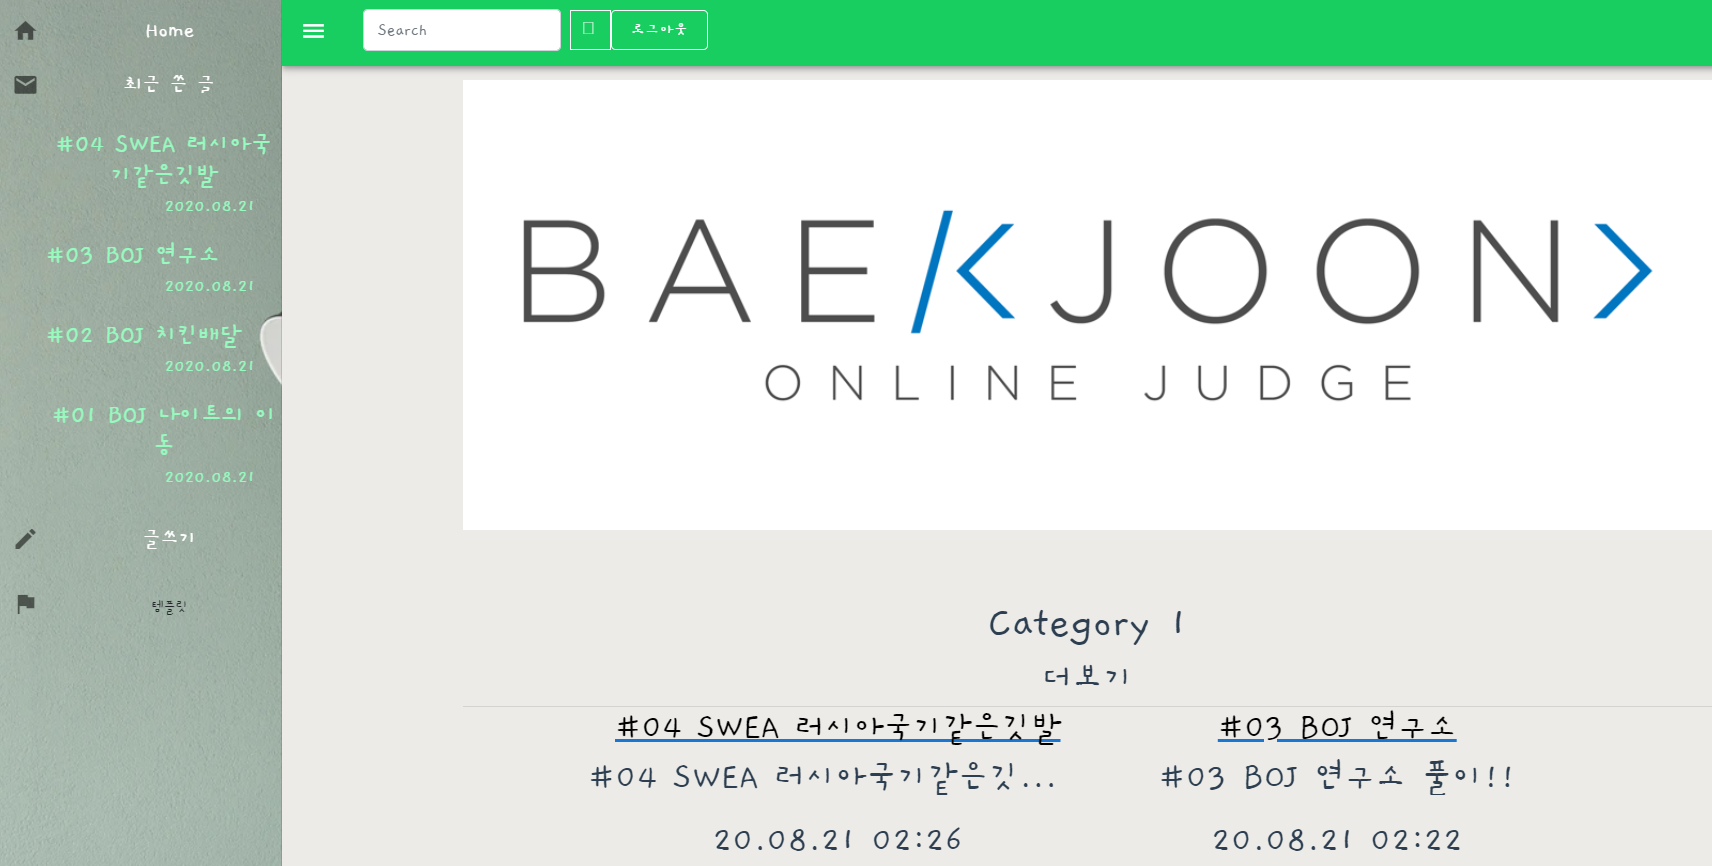 Home
최근 쓴 글
#04 SWEA 러시아국
기같은깃발
2020.08.21
#03 BOJ 연구소
2020.08.21
#02 BOJ 치킨배달
2020.08.21
#01 BOJ 나이트의 이
동
2020.08.21
글쓰기
템플릿
Search
로그아웃
BAEKJOON>
ONLINE JUDGE
Category 1
더보기
#04 SWEA 러시아국기같은깃발
#03 BOJ 연구소
#04 SWEA 러시아국기같은깃...
#03 BOJ 연구소 풀이!!
20.08.21 02:26
20.08.21 02:22